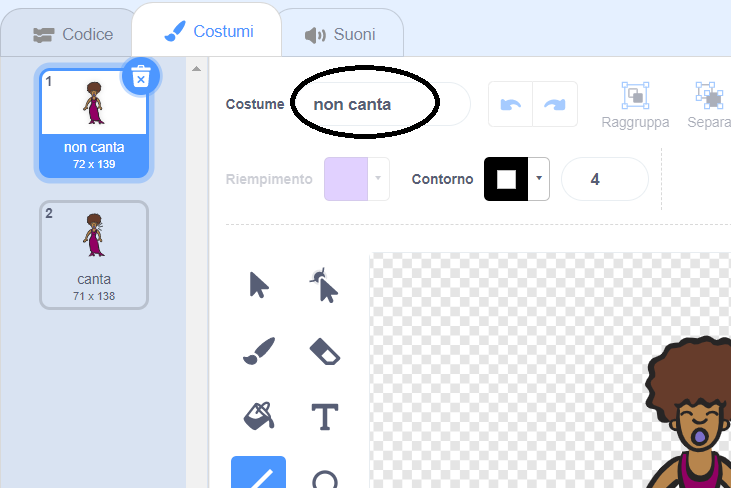 Codice
Costumi
Suoni
1
non canta
72 x 139
2
canta
71 x 138
Costume
non canta
Raggruppa
Separa
Riempimento
Contorno
4
T